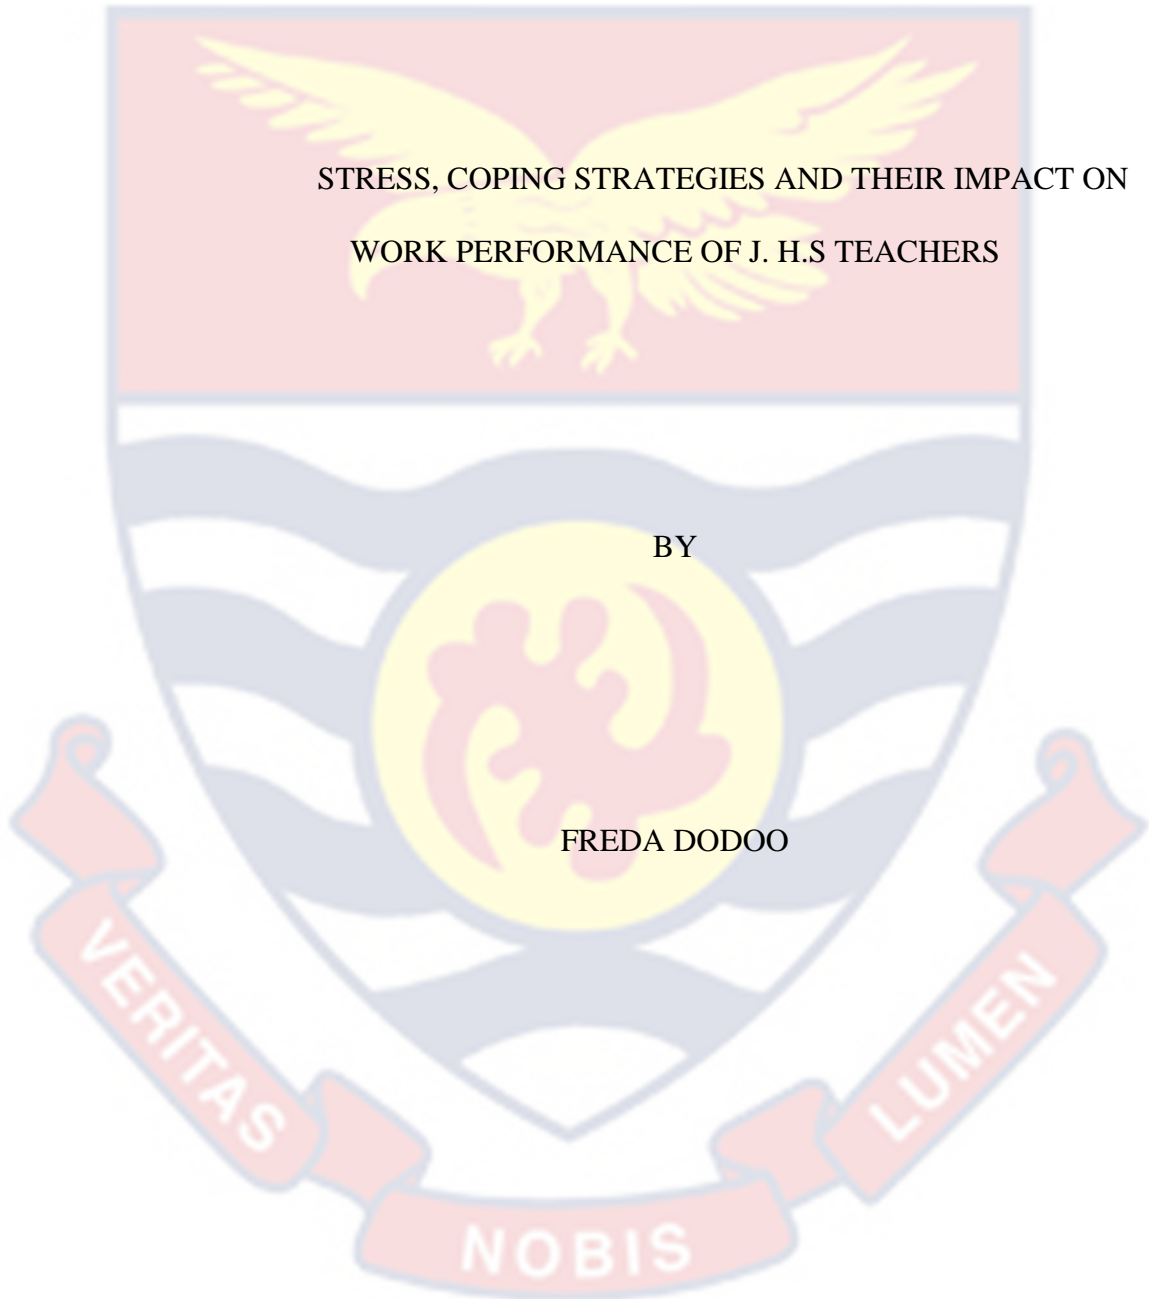 STRESS, COPING STRATEGIES AND THEIR IMPACT ON
WORK PERFORMANCE OF J. H.S TEACHERS
BY
FREDA DODOO
VERITAS
NOBIS
LUMEN